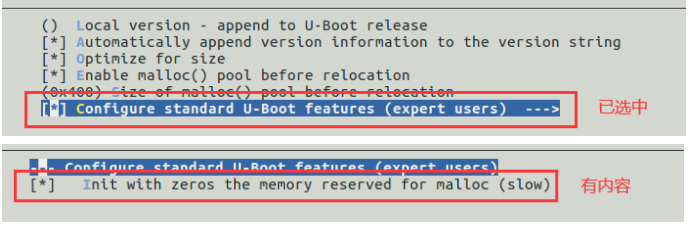 () Local version - append to U-Boot release
[*] Automatically append version information to the version string
[*] Optimize for size
[*] Enable malloc() pool before relocation
(0x400) Size of malloc() pool before relocation
[*] Configure standard U-Boot features (expert users) --->
已选中
--- Configure standard U-Boot features (expert users)
[*] Init with zeros the memory reserved for malloc (slow)
有内容